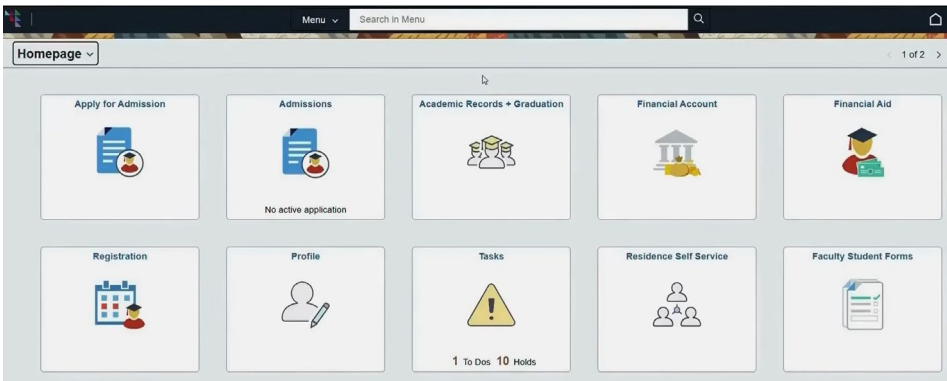 Menu Search in Menu
Homepage 1 of 2
Apply for Admission Admissions Academic Records + Graduation Financial Account Financial Aid
No active application
Registration Profile Tasks Residence Self Service Faculty Student Forms
1 To Dos 10 Holds